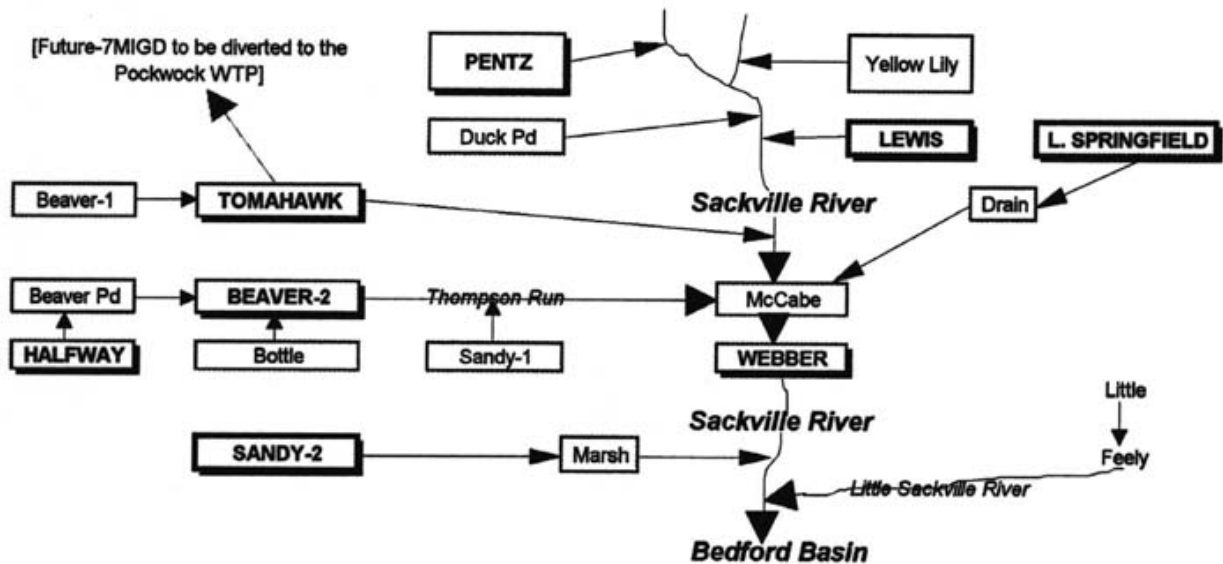 [Future-7MIGD to be diverted to the
Pockwock WTP]
PENTZ
Yellow Lily
Duck Pd
LEWIS
L. SPRINGFIELD
Beaver-1
TOMAHAWK
Sackville River
Drain
Beaver Pd
BEAVER-2
Thompson Run
McCabe
HALFWAY
Bottle
Sandy-1
WEBBER
Little
Sackville River
SANDY-2
Marsh
Feely
Little Sackville River
Bedford Basin